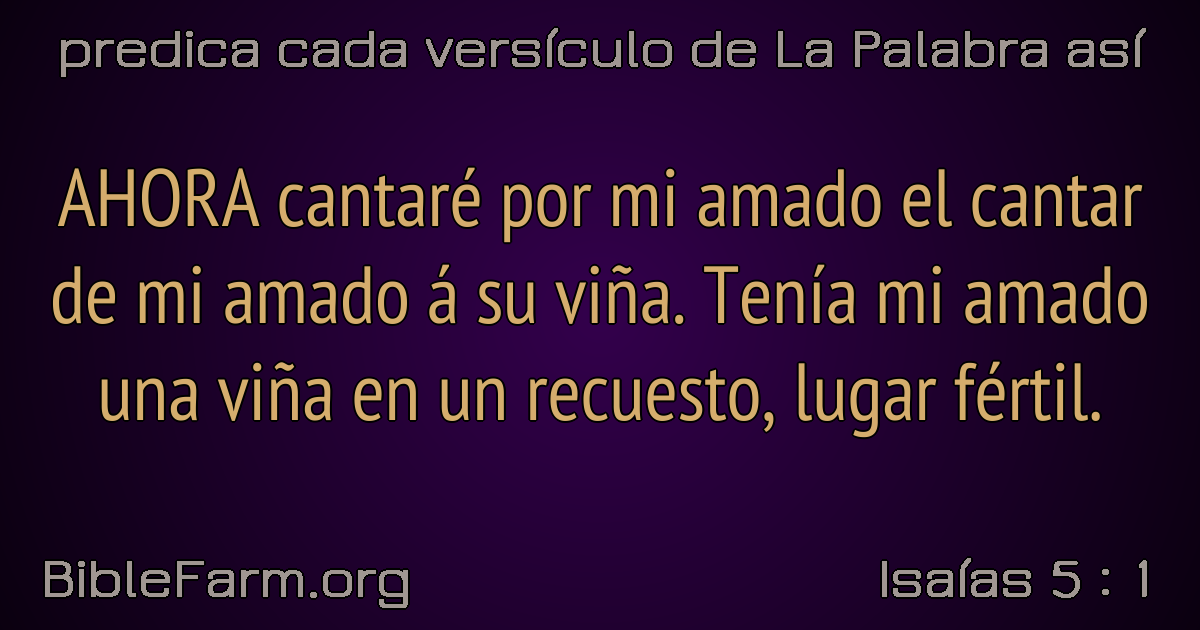 predica cada versículo de La Palabra así
AHORA cantaré por mi amado el cantar
de mi amado á su viña. Tenía mi amado
una viña en un recuesto, lugar fértil.
BibleFarm.org
Isaías 5 : 1